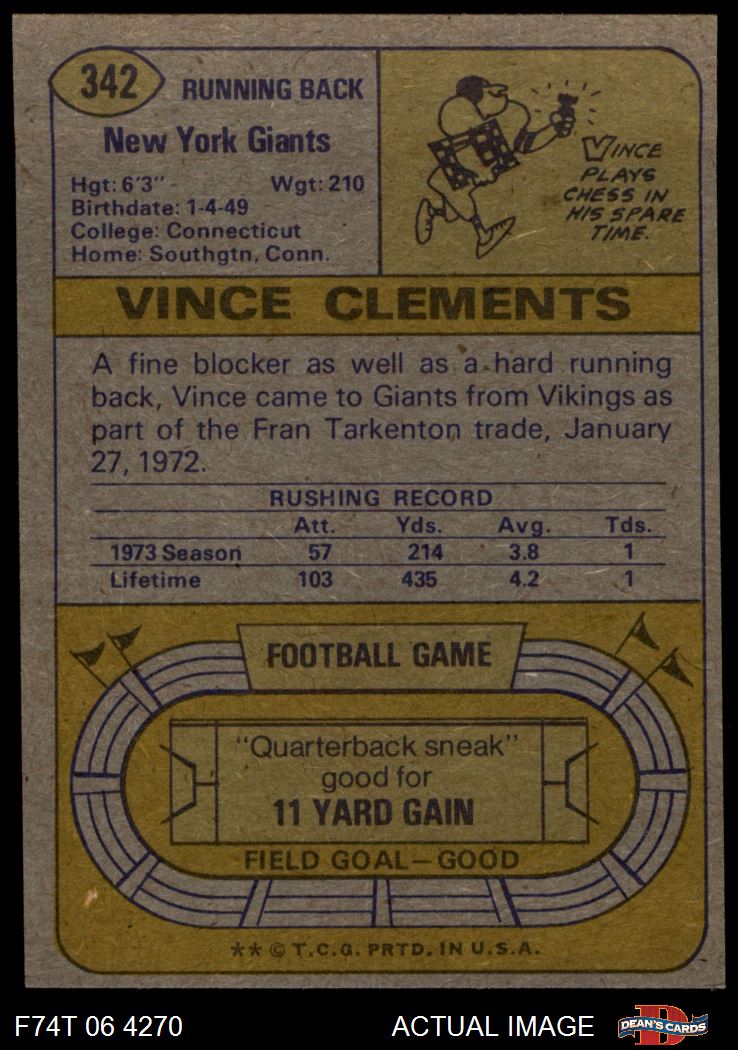 342
RUNNING BACK
New York Giants
Hgt: 6'3" Wgt: 210
Birthdate: 1-4-49
College: Connecticut
Home: Southgtn, Conn.
VINCE
PLAYS
CHESS IN
HIS SPARE
TIME.
VINCE CLEMENTS
A fine blocker as well as a hard running
back, Vince came to Giants from Vikings as
part of the Fran Tarkenton trade, January
27, 1972.
RUSHING RECORD
Att. Yds. Avg. Tds.
1973 Season 57 214 3.8 1
Lifetime 103 435 4.2 1
FOOTBALL GAME
"Quarterback sneak"
good for
11 YARD GAIN
FIELD GOAL—GOOD
** © T.C.G. PRTD. IN U.S.A.
F74T 06 4270 ACTUAL IMAGE D DEAN'S CARDS